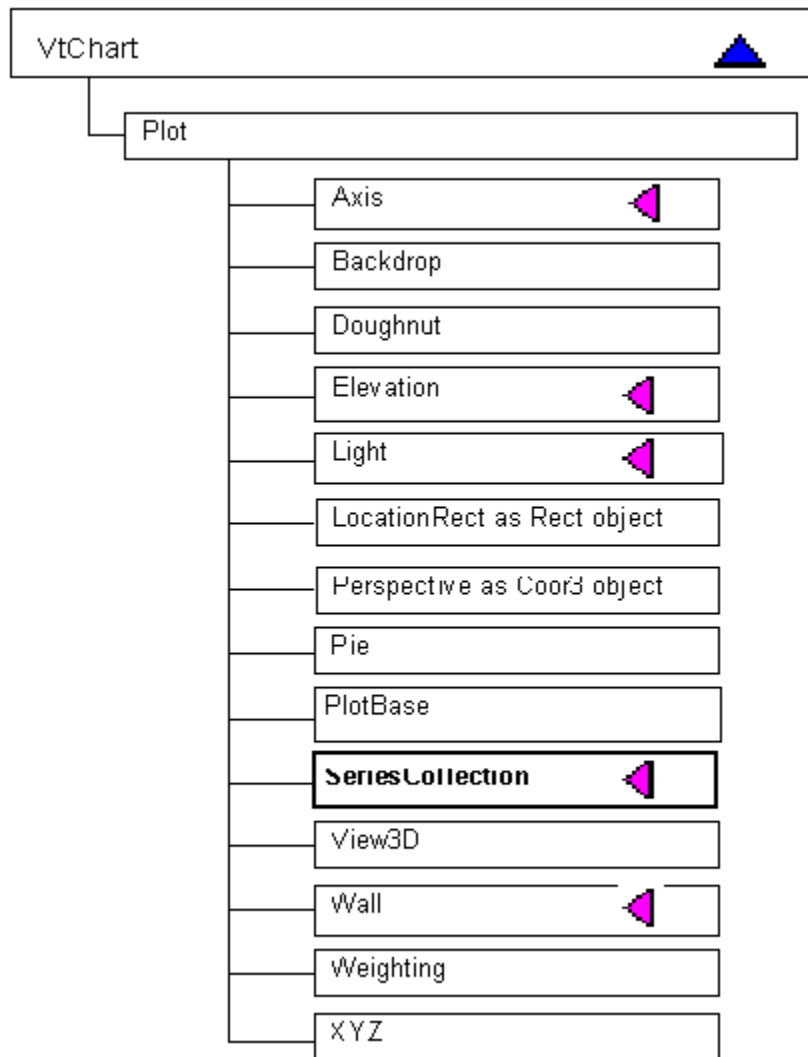 VtChart
Plot
Axis
Backdrop
Doughnut
Elevation
Light
LocationRect as Rect object
Perspective as Coor3 object
Pie
PlotBase
SeriesCollection
View3D
Wall
Weighting
XYZ